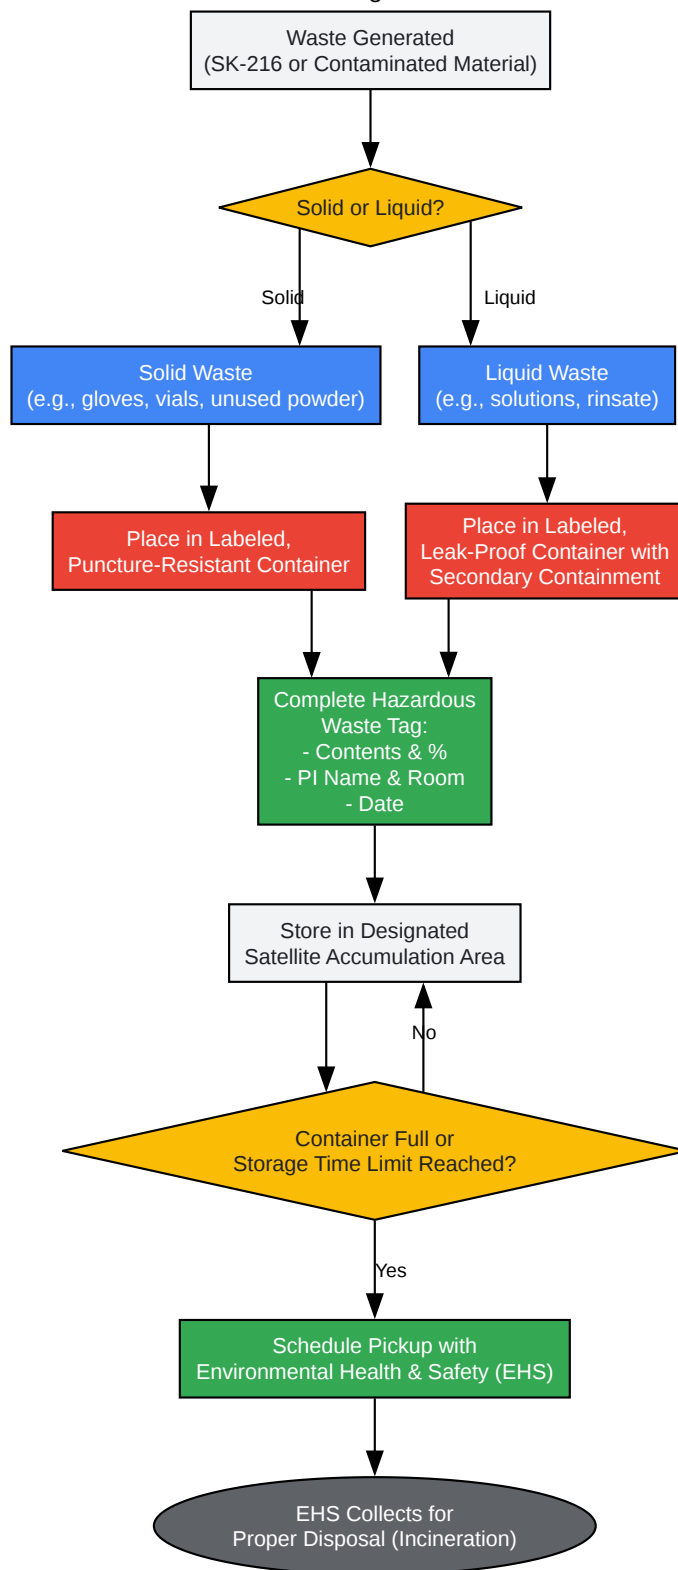 Waste Generated
(SK-216 or Contaminated Material)
Solid or Liquid?
Solid
Liquid
Solid Waste
(e.g., gloves, vials, unused powder)
Liquid Waste
(e.g., solutions, rinsate)
Place in Labeled,
Puncture-Resistant Container
Place in Labeled,
Leak-Proof Container with
Secondary Containment
Complete Hazardous
Waste Tag:
- Contents & %
- PI Name & Room
- Date
Store in Designated
Satellite Accumulation Area
No
Container Full or
Storage Time Limit Reached?
Yes
Schedule Pickup with
Environmental Health & Safety (EHS)
EHS Collects for
Proper Disposal (Incineration)